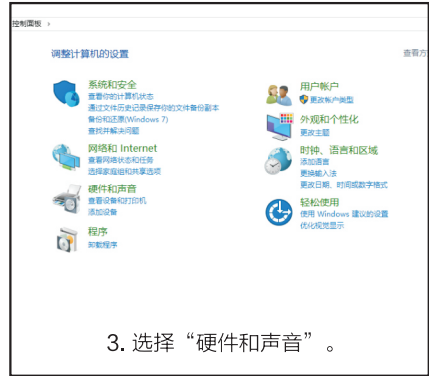 控制面板 ›
调整计算机的设置
查看方
系统和安全
查看你的计算机状态
通过文件历史记录保存你的文件备份副本
备份和还原(Windows 7)
查找并解决问题
网络和 Internet
查看网络状态和任务
选择家庭组和共享选项
硬件和声音
查看设备和打印机
添加设备
程序
卸载程序
用户帐户
更改帐户类型
外观和个性化
更改主题
时钟、语言和区域
添加语言
更换输入法
更改日期、时间或数字格式
轻松使用
使用 Windows 建议的设置
优化视觉显示
3. 选择“硬件和声音”。